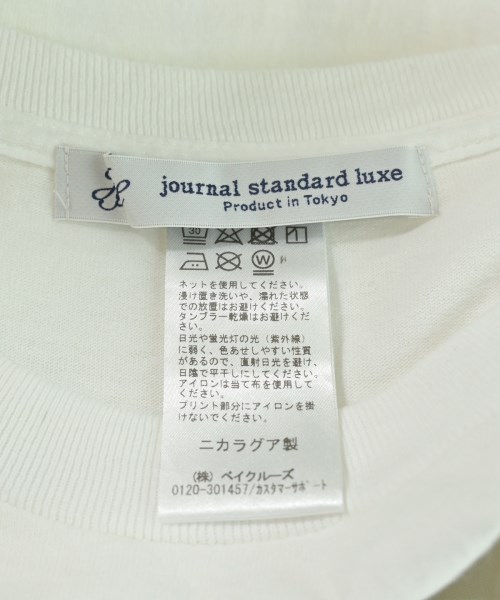 journal standard luxe
Product in Tokyo
30
W
ネットを使用してください。
浸け置き洗いや、濡れた状態
での放置はお避けください。
タンブラー乾燥はお避けください。
日光や蛍光灯の光（紫外線）
に弱く、色あせしやすい性質
があるので、直射日光を避け、
日陰で平干しにしてください。
アイロンは当て布を使用して
ください。
プリント部分にアイロンを掛
けないでください。
ニカラグア製
（株）ベイクルーズ
0120-301457/カスタマーサポート